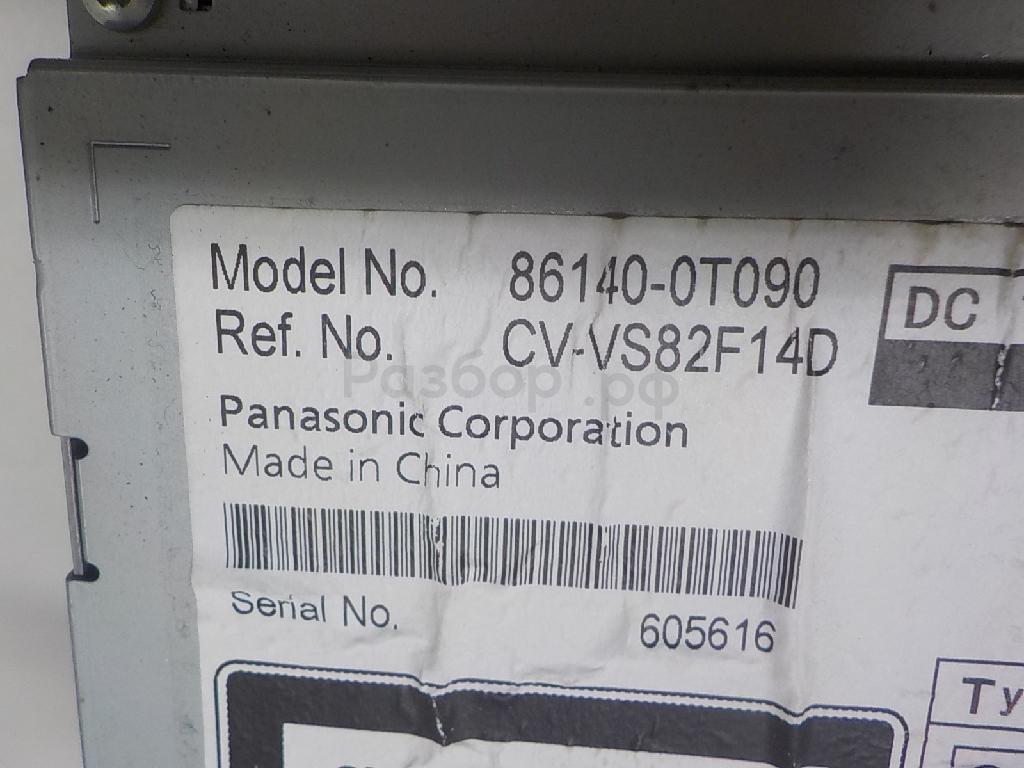 Model No. 86140-0T090
Ref. No. CV-VS82F14D
DC
Разбор.рф
Panasonic Corporation
Made in China
Serial No. 605616
Ty